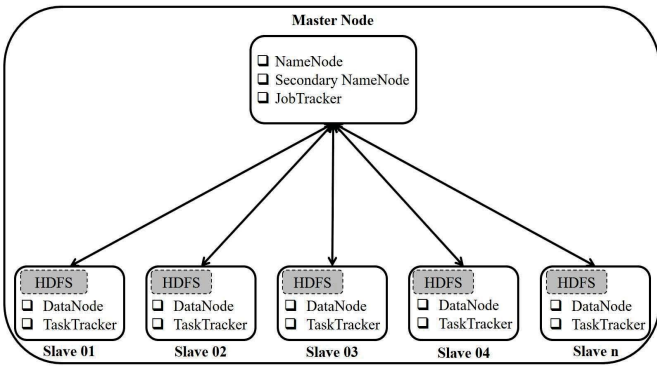 Master Node
NameNode
Secondary NameNode
JobTracker
HDFS
DataNode
TaskTracker
Slave 01
HDFS
DataNode
TaskTracker
Slave 02
HDFS
DataNode
TaskTracker
Slave 03
HDFS
DataNode
TaskTracker
Slave 04
HDFS
DataNode
TaskTracker
Slave n